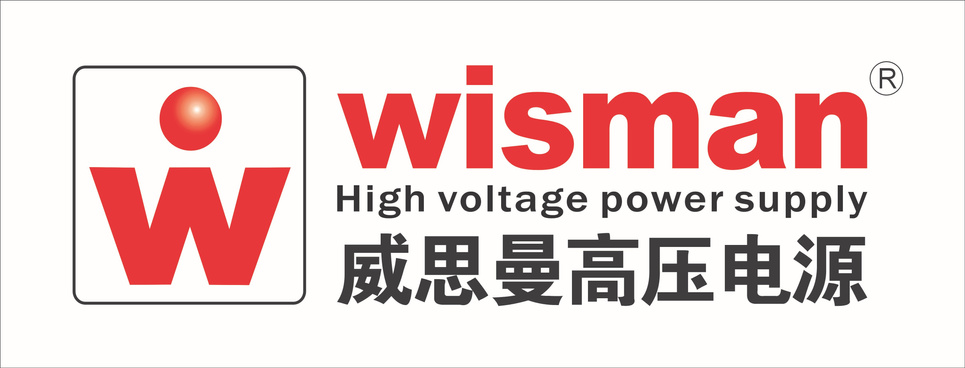 W
wisman®
High voltage power supply
威思曼高压电源